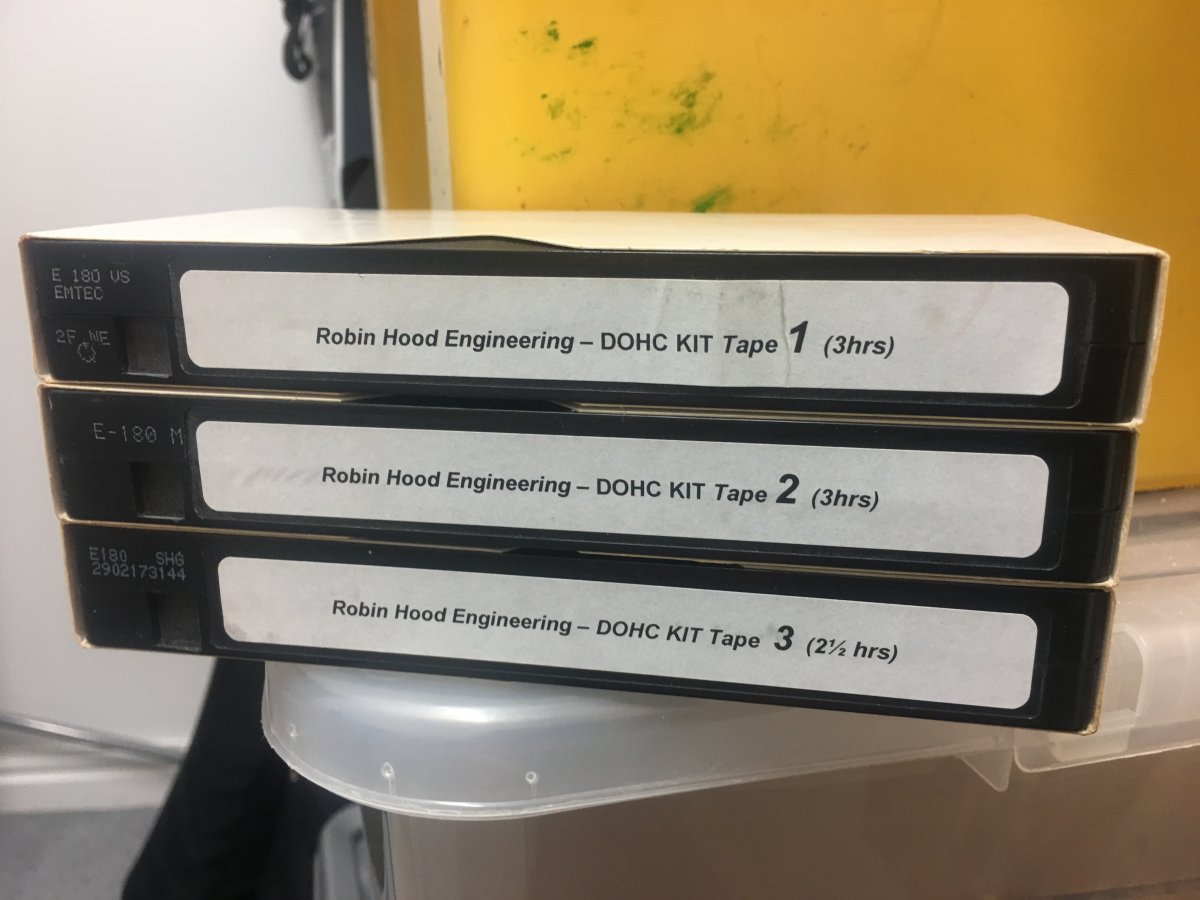 E 180 VS
EMTEC
2F NE
Robin Hood Engineering – DOHC KIT Tape 1 (3hrs)
E-180 M
Robin Hood Engineering – DOHC KIT Tape 2 (3hrs)
E180 SHG
2902173144
Robin Hood Engineering – DOHC KIT Tape 3 (2½ hrs)